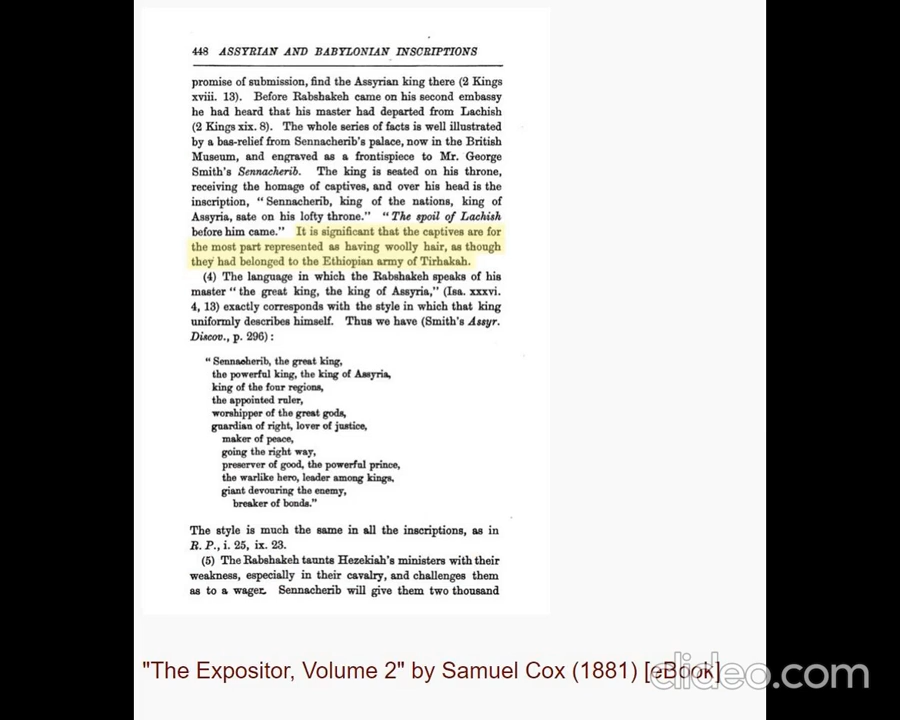 448 ASSYRIAN AND BABYLONIAN INSCRIPTIONS
promise of submission, find the Assyrian king there (2 Kings
xviii. 13). Before Rabshakeh came on his second embassy
he had heard that his master had departed from Lachish
(2 Kings xix. 8). The whole series of facts is well illustrated
by a bas-relief from Sennacherib's palace, now in the British
Museum, and engraved as a frontispiece to Mr. George
Smith's Sennacherib. The king is seated on his throne,
receiving the homage of captives, and over his head is the
inscription, "Sennacherib, king of the nations, king of
Assyria, sate on his lofty throne." "The spoil of Lachish
before him came." It is significant that the captives are for
the most part represented as having woolly hair, as though
they had belonged to the Ethiopian army of Tirhakah.
(4) The language in which the Rabshakeh speaks of his
master "the great king, the king of Assyria," (Isa. xxxvi.
4, 13) exactly corresponds with the style in which that king
uniformly describes himself. Thus we have (Smith's Assyr.
Discov., p. 296):
"Sennacherib, the great king,
the powerful king, the king of Assyria,
king of the four regions,
the appointed ruler,
worshipper of the great gods,
guardian of right, lover of justice,
maker of peace,
going the right way,
preserver of good, the powerful prince,
the warlike hero, leader among kings,
giant devouring the enemy,
breaker of bonds."
The style is much the same in all the inscriptions, as in
R. P., i. 25, ix. 23.
(5) The Rabshakeh taunts Hezekiah's ministers with their
weakness, especially in their cavalry, and challenges them
as to a wager. Sennacherib will give them two thousand
"The Expositor, Volume 2" by Samuel Cox (1881) [eBook]
clideo.com